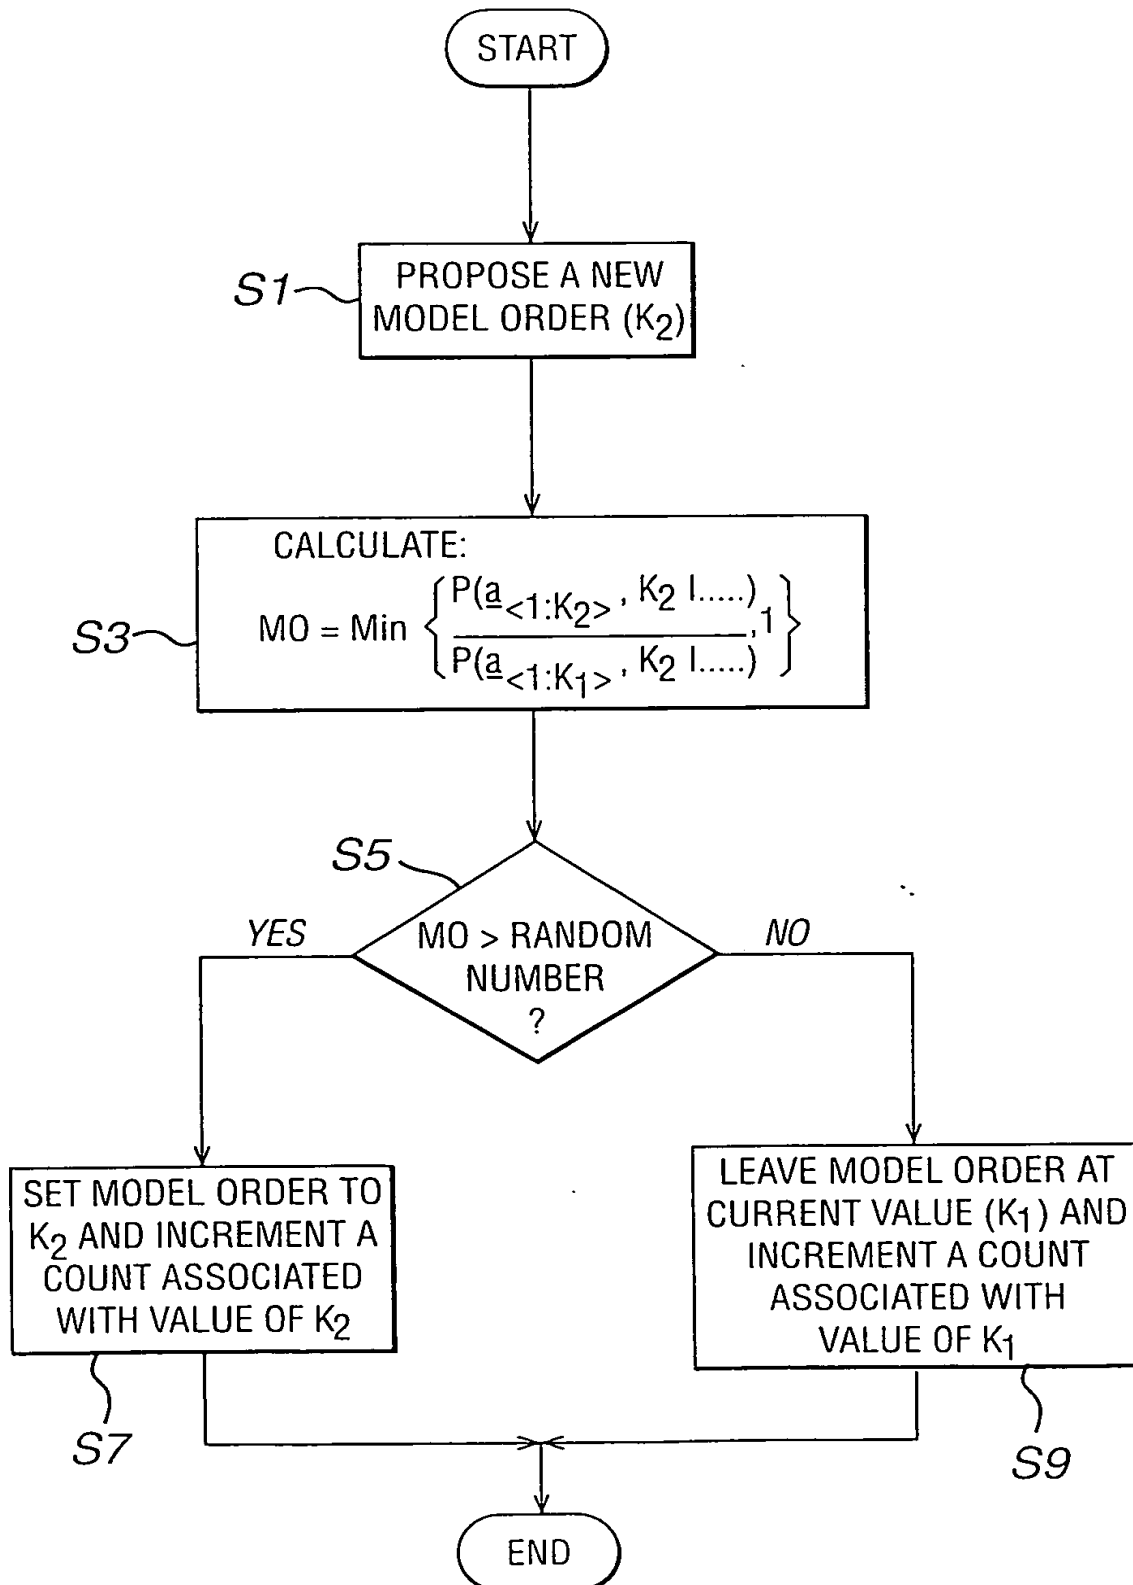 START
S1
PROPOSE A NEW
MODEL ORDER (K2)
S3
CALCULATE:
MO = Min { P(a<1:K2> , K2 I.....) / P(a<1:K1> , K2 I.....) ,1 }
S5
YES
MO > RANDOM
NUMBER
?
NO
SET MODEL ORDER TO
K2 AND INCREMENT A
COUNT ASSOCIATED
WITH VALUE OF K2
S7
LEAVE MODEL ORDER AT
CURRENT VALUE (K1) AND
INCREMENT A COUNT
ASSOCIATED WITH
VALUE OF K1
S9
END